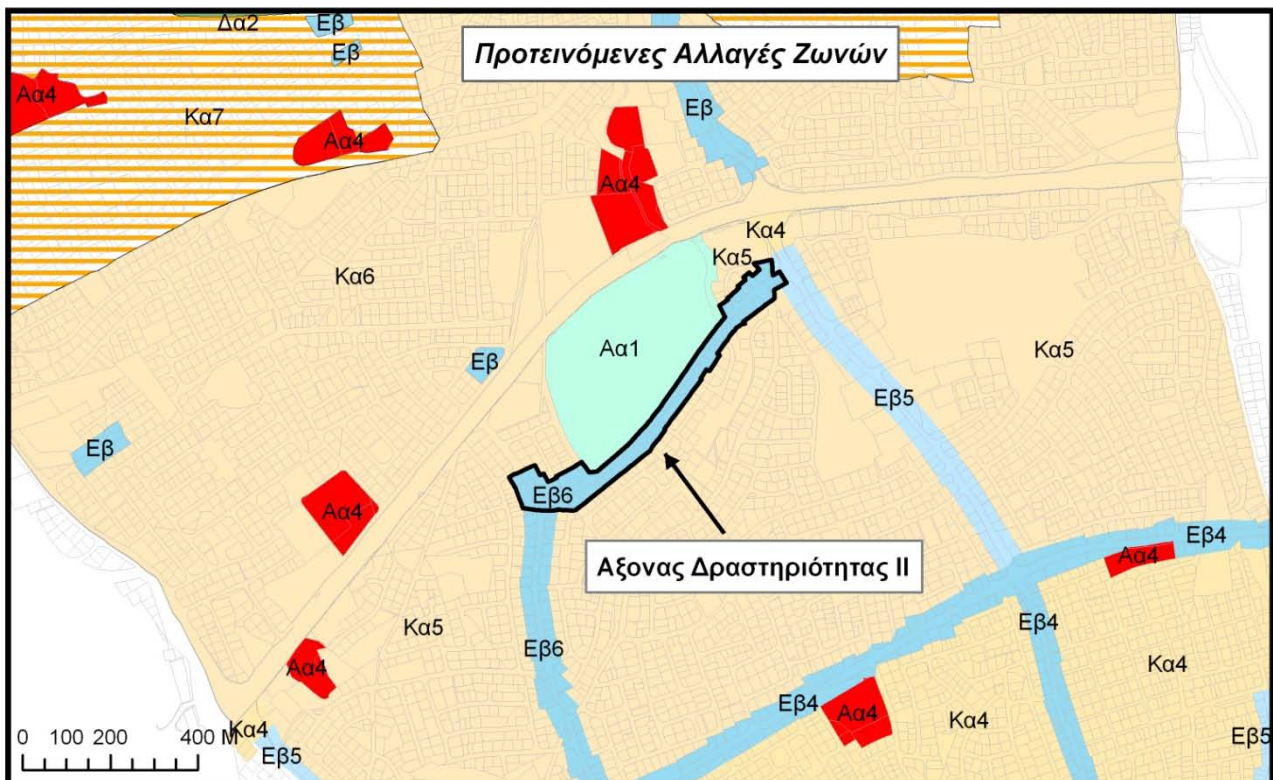 Δα2
Εβ
Εβ
Προτεινόμενες Αλλαγές Ζωνών
Αα4
Κα7
Αα4
Εβ
Αα4
Κα4
Κα5
Κα6
Αα1
Εβ
Κα5
Εβ5
Εβ
Εβ6
Αα4
Αξονας Δραστηριότητας ΙΙ
Εβ4
Αα4
Κα5
Εβ4
Εβ6
Κα4
Αα4
Εβ4
Αα4
Κα4
Κα4
Εβ5
Εβ5
0 100 200 400 Μ